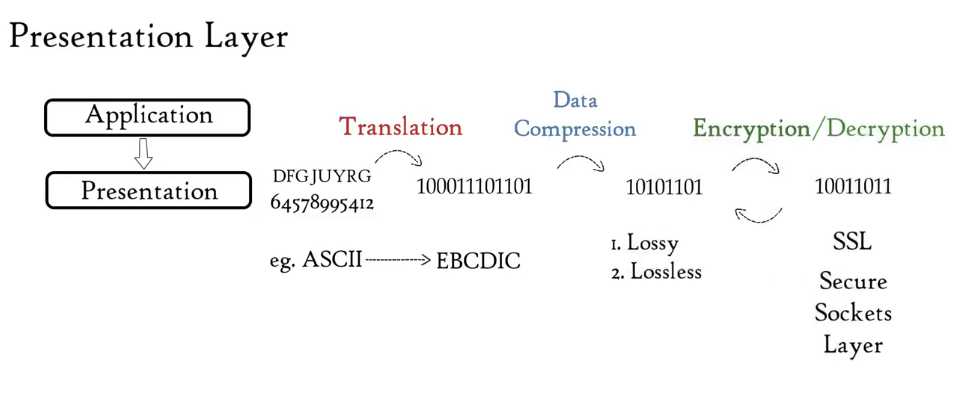 Presentation Layer
Application
Presentation
Translation
Data
Compression
Encryption/Decryption
DFGJUYRG
64578995412
100011101101
10101101
10011011
eg. ASCII
EBCDIC
1. Lossy
2. Lossless
SSL
Secure
Sockets
Layer